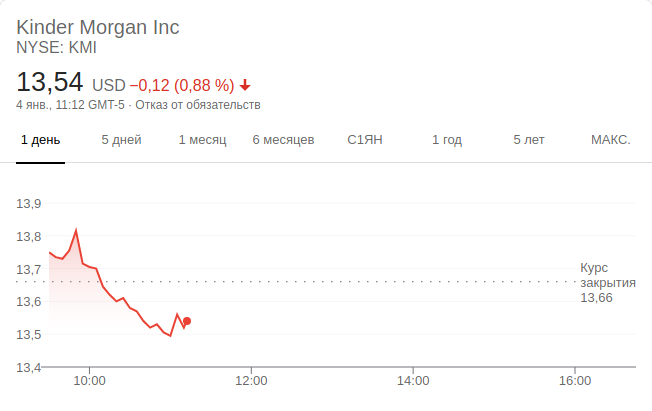 Kinder Morgan Inc
NYSE: KMI
13,54 USD −0,12 (0,88 %)
4 янв., 11:12 GMT-5 · Отказ от обязательств
1 день 5 дней 1 месяц 6 месяцев С1ЯН 1 год 5 лет МАКС.
13,9
13,8
13,7
13,6
13,5
13,4
Курс
закрытия
13,66
10:00 12:00 14:00 16:00